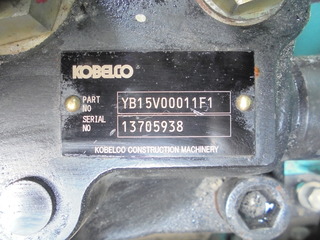 KOBELCO
PART NO YB15V00011F1
SERIAL NO 13705938
KOBELCO CONSTRUCTION MACHINERY